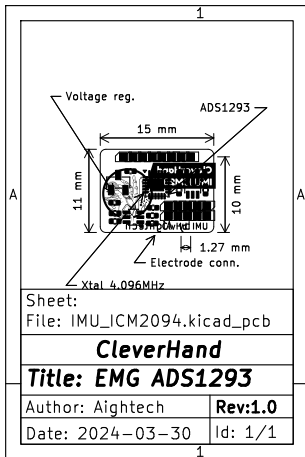 1
Voltage reg.
ADS1293
15 mm
11 mm
10 mm
A
A
1.27 mm
Electrode conn.
Xtal 4.096MHz
Sheet:
File: IMU_ICM2094.kicad_pcb
CleverHand
Title: EMG ADS1293
Author: Aightech
Rev:1.0
Date: 2024-03-30
Id: 1/1
1